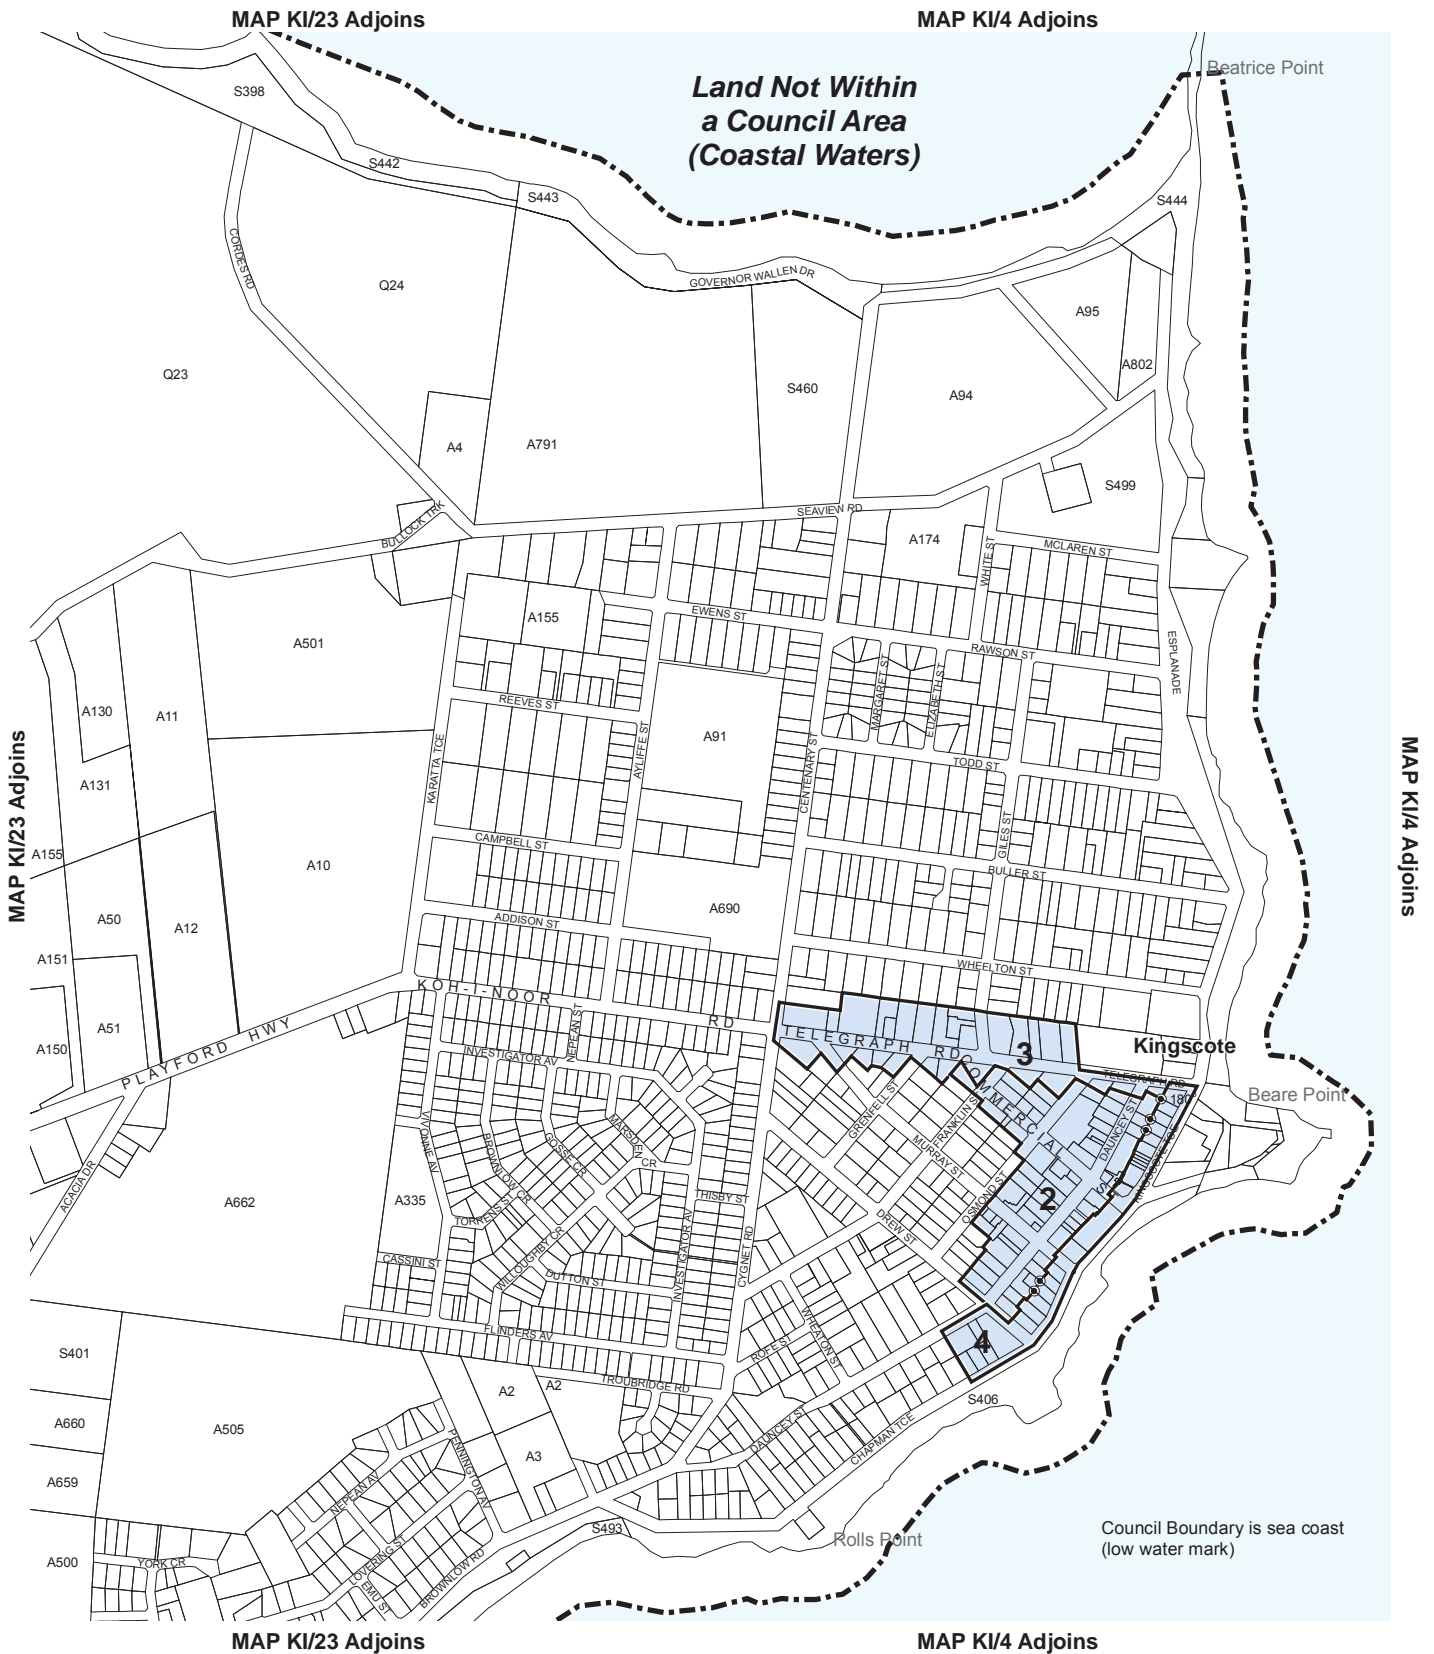 MAP KI/23 Adjoins
MAP KI/4 Adjoins
Beatrice Point
Land Not Within
a Council Area
(Coastal Waters)
S398
S442
S443
S444
CORDES RD
Q24
GOVERNOR WALLEN DR
A95
Q23
A802
S460
A94
A4
A791
S499
BULLOCK TRK
SEAVIEW RD
A174
WHITE ST
MCLAREN ST
EWENS ST
A155
A501
RAWSON ST
ESPLANADE
MARGARET ST
ELIZABETH ST
REEVES ST
A130
A11
A91
AYLIFFE ST
KARATTA TCE
CENTENARY ST
TODD ST
MAP KI/23 Adjoins
MAP KI/4 Adjoins
A131
GILES ST
CAMPBELL ST
A155
A10
BULLER ST
A50
A12
A690
ADDISON ST
A151
WHEELTON ST
KOH-I-NOOR
RD
A51
NEPEAN ST
TELEGRAPH RD
3
Kingscote
A150
PLAYFORD HWY
INVESTIGATOR AV
TELEGRAPH RD
COMMERCIAL
Beare Point
GRENFELL ST
FRANKLIN ST
DAUNCEY ST
VIVONNE AV
BROWNLOW CR
GOSSE CR
MARSDEN
CR
MURRAY ST
KINGSCOTE TCE
ACACIA DR
A662
A335
THISBY ST
OSMOND ST
2
TORRENS ST
DREW ST
WILLOUGHBY CR
INVESTIGATOR AV
CYGNET RD
CASSINI ST
DUTTON ST
FLINDERS AV
WHEATON ST
ROFE ST
4
S401
TROUBRIDGE RD
A2
A2
S406
A660
A505
DAUNCEY ST
CHAPMAN TCE
PENNINGTON AV
A3
A659
NEPEAN AV
Council Boundary is sea coast
(low water mark)
S493
Rolls Point
A500
YORK CR
LOVERING ST
EMU ST
BROWNLOW RD
MAP KI/23 Adjoins
MAP KI/4 Adjoins